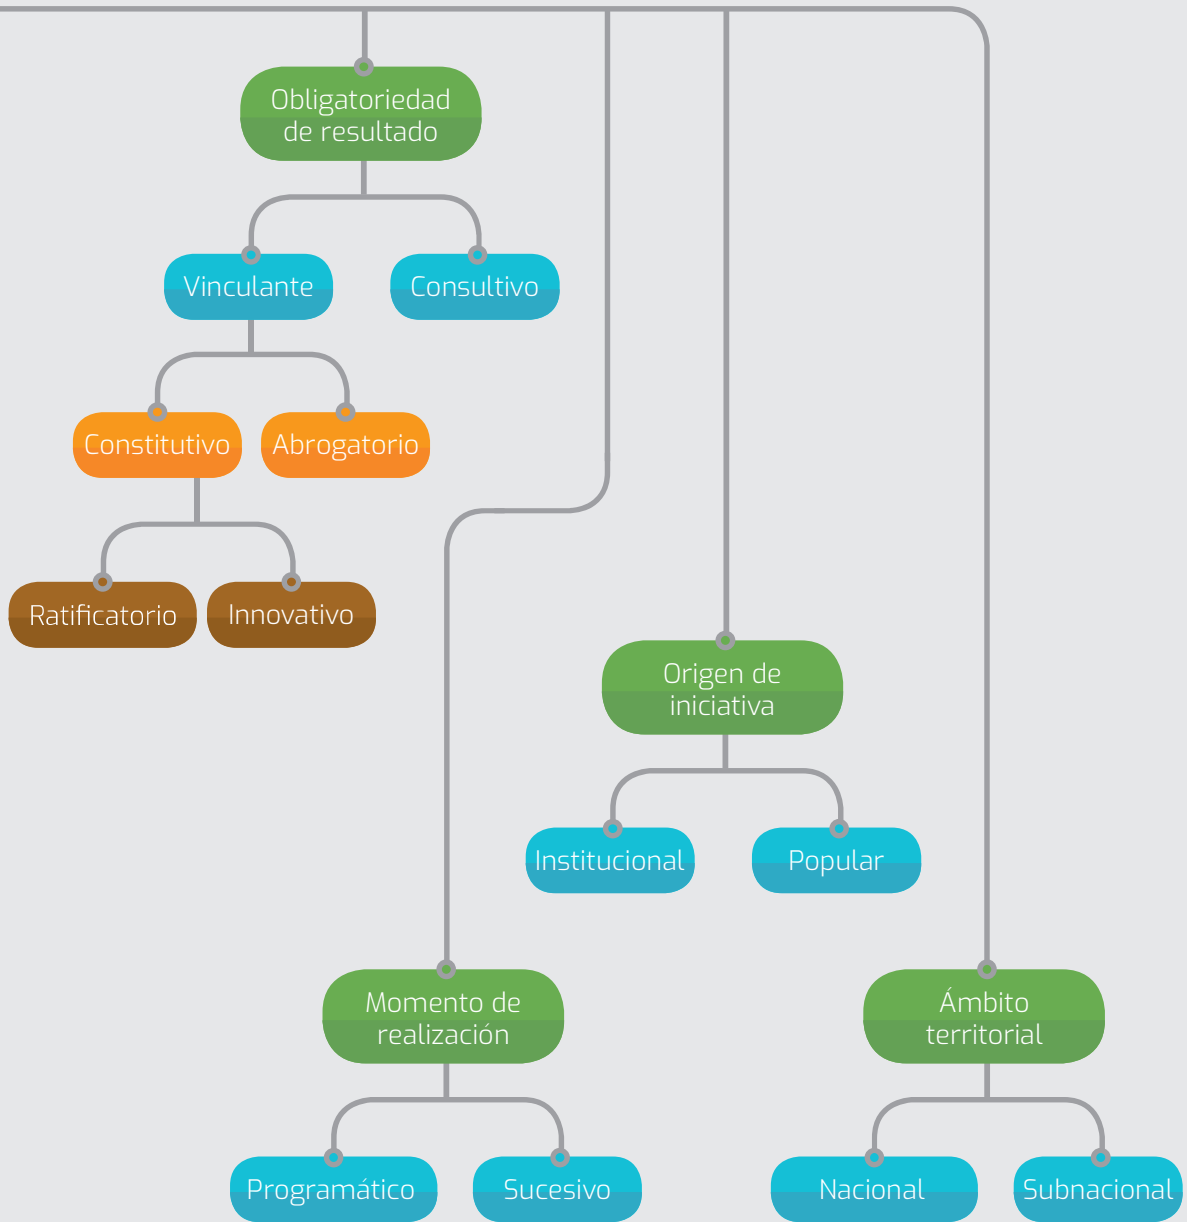 Obligatoriedad
de resultado
Vinculante
Consultivo
Constitutivo
Abrogatorio
Ratificatorio
Innovativo
Origen de
iniciativa
Institucional
Popular
Momento de
realización
Ámbito
territorial
Programático
Sucesivo
Nacional
Subnacional